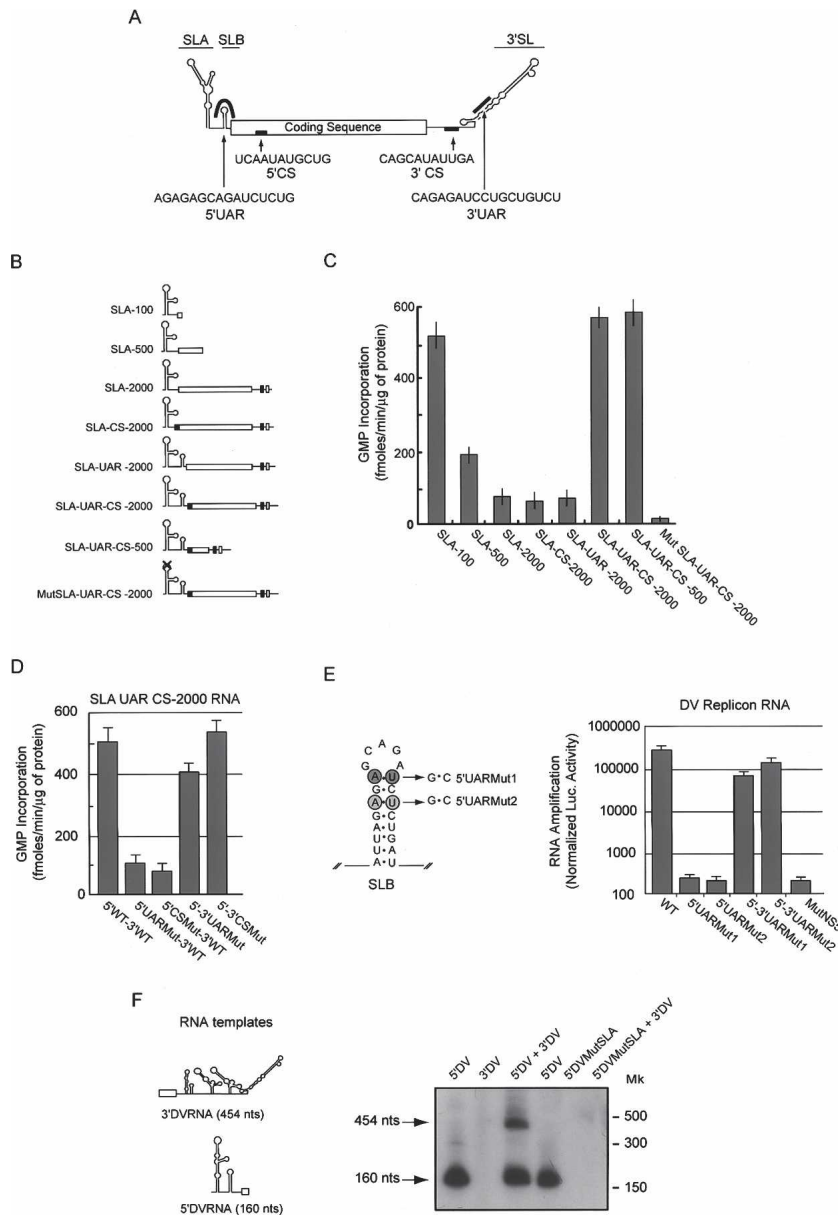 A
SLA SLB 3'SL
Coding Sequence
UCAAUAUGCUG CAGCAUAUUGA
5'CS 3' CS
AGAGAGCAGAUCUCUG CAGAGAUCCUGCUGUCU
5'UAR 3'UAR
B
SLA-100
SLA-500
SLA-2000
SLA-CS-2000
SLA-UAR -2000
SLA-UAR-CS -2000
SLA-UAR-CS-500
MutSLA-UAR-CS -2000
C
GMP Incorporation
(fmoles/min/µg of protein)
600
400
200
0
SLA-100
SLA-500
SLA-2000
SLA-CS-2000
SLA-UAR -2000
SLA-UAR-CS -2000
SLA-UAR-CS -500
Mut SLA-UAR-CS -2000
D
SLA UAR CS-2000 RNA
GMP Incorporation
(fmoles/min/µg of protein)
600
400
200
0
5'WT-3'WT
5'UARMut-3'WT
5'CSMut-3'WT
5'-3'UARMut
5'-3'CSMut
E
A
C G
G A
A U G C 5'UARMut1
G C
A U G C 5'UARMut2
G C
A U
U G
U A
A U
SLB
DV Replicon RNA
RNA Amplification
(Normalized Luc. Activity)
1000000
100000
10000
1000
100
WT
5'UARMut1
5'UARMut2
5'-3'UARMut1
5'-3'UARMut2
MutNS
F
RNA templates
3'DVRNA (454 nts)
5'DVRNA (160 nts)
5'DV
3'DV
5'DV + 3'DV
5'DV
5'DVMutSLA
5'DVMutSLA + 3'DV
Mk
454 nts
160 nts
500
300
150